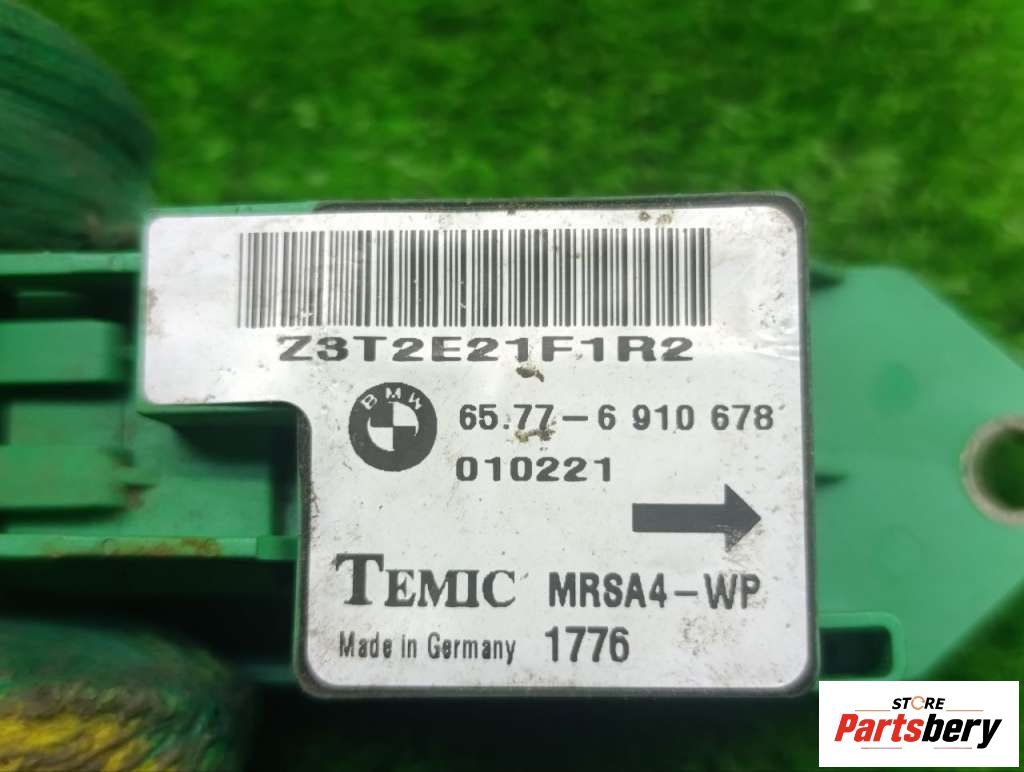 Z3T2E21F1R2
BMW
65.77-6 910 678
010221
TEMIC MRSA4-WP
Made in Germany 1776
STORE
Partsbery